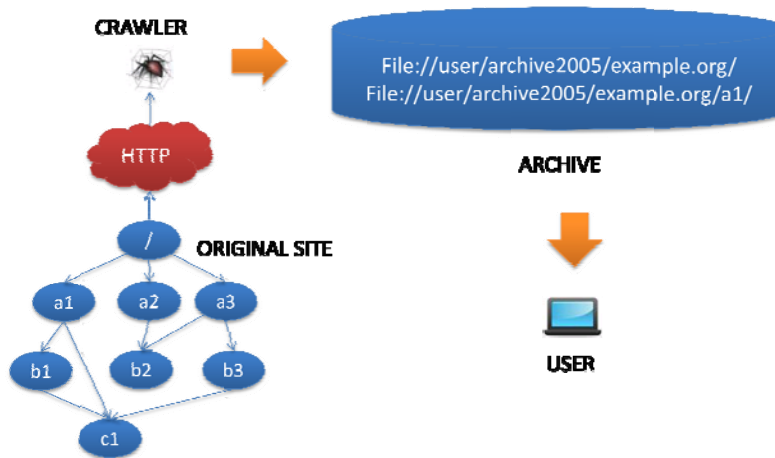 CRAWLER
File://user/archive2005/example.org/
File://user/archive2005/example.org/a1/
HTTP
ARCHIVE
/
ORIGINAL SITE
a1
a2
a3
USER
b1
b2
b3
c1